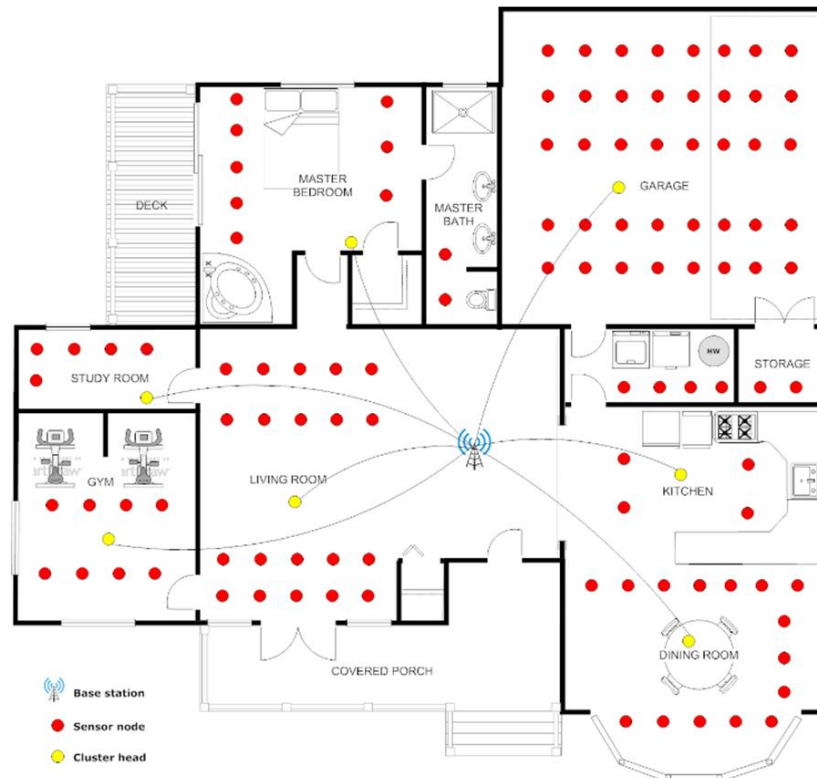 GARAGE
MASTER
BEDROOM
MASTER
BATH
DECK
HW
STORAGE
STUDY ROOM
LIVING ROOM
KITCHEN
GYM
DINING ROOM
COVERED PORCH
Base station
Sensor node
Cluster head